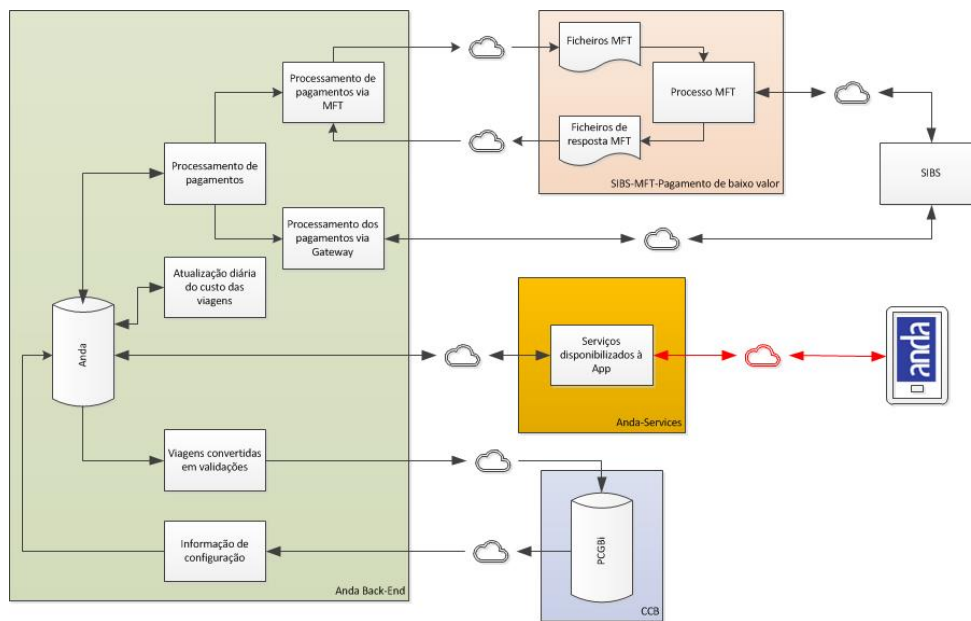 Processamento de
pagamentos via
MFT
Ficheiros MFT
Processo MFT
Ficheiros de
resposta MFT
SIBS-MFT-Pagamento de baixo valor
SIBS
Processamento de
pagamentos
Processamento dos
pagamentos via
Gateway
Atualização diária
do custo das
viagens
Anda
Serviços
disponibilizados à
App
Anda-Services
anda
Viagens convertidas
em validações
Informação de
configuração
Anda Back-End
PCGBi
CCB